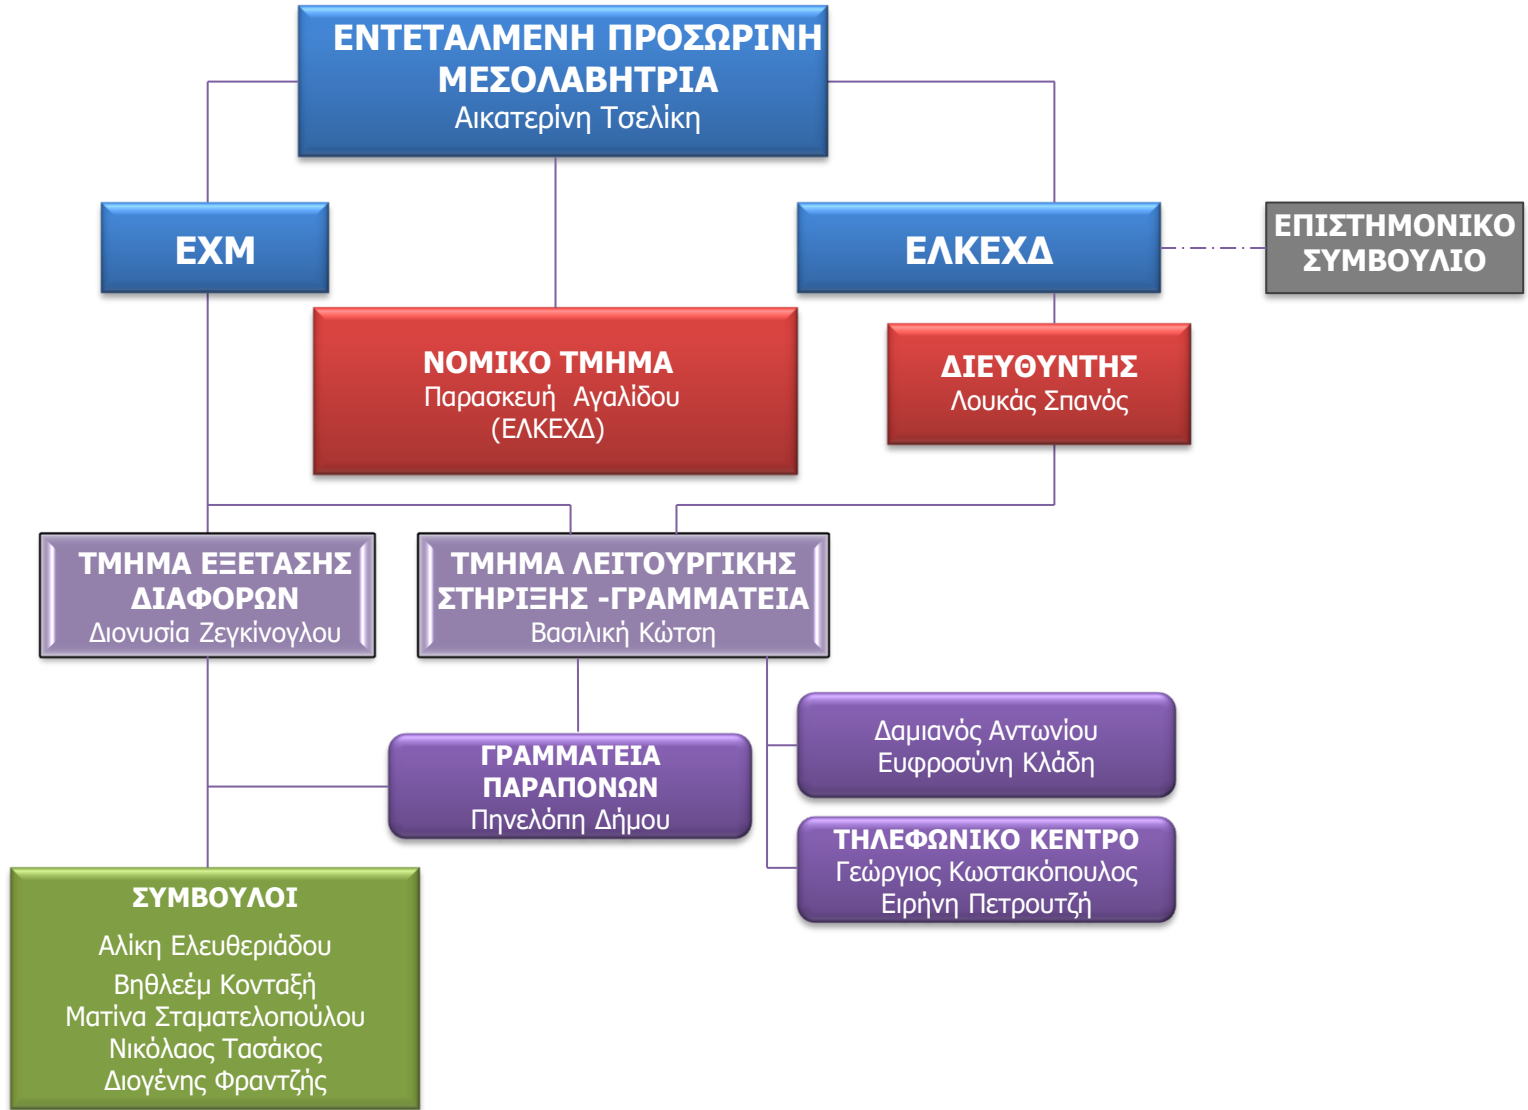 ΕΝΤΕΤΑΛΜΕΝΗ ΠΡΟΣΩΡΙΝΗ
ΜΕΣΟΛΑΒΗΤΡΙΑ
Αικατερίνη Τσελίκη
ΕΧΜ
ΕΛΚΕΧΔ
ΕΠΙΣΤΗΜΟΝΙΚΟ
ΣΥΜΒΟΥΛΙΟ
ΝΟΜΙΚΟ ΤΜΗΜΑ
Παρασκευή Αγαλίδου
(ΕΛΚΕΧΔ)
ΔΙΕΥΘΥΝΤΗΣ
Λουκάς Σπανός
ΤΜΗΜΑ ΕΞΕΤΑΣΗΣ
ΔΙΑΦΟΡΩΝ
Διονυσία Ζεγκίνογλου
ΤΜΗΜΑ ΛΕΙΤΟΥΡΓΙΚΗΣ
ΣΤΗΡΙΞΗΣ -ΓΡΑΜΜΑΤΕΙΑ
Βασιλική Κώτση
ΓΡΑΜΜΑΤΕΙΑ
ΠΑΡΑΠΟΝΩΝ
Πηνελόπη Δήμου
Δαμιανός Αντωνίου
Ευφροσύνη Κλάδη
ΤΗΛΕΦΩΝΙΚΟ ΚΕΝΤΡΟ
Γεώργιος Κωστακόπουλος
Ειρήνη Πετρουτζή
ΣΥΜΒΟΥΛΟΙ
Αλίκη Ελευθεριάδου
Βηθλεέμ Κονταξή
Ματίνα Σταματελοπούλου
Νικόλαος Τασάκος
Διογένης Φραντζής